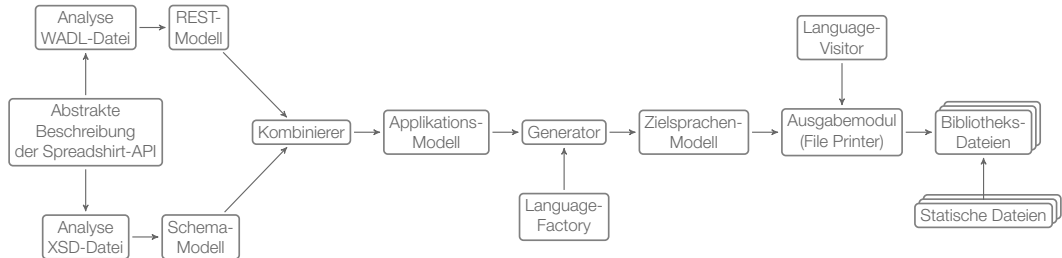 Analyse
WADL-Datei
REST-
Modell
Language-
Visitor
Abstrakte
Beschreibung
der Spreadshirt-API
Kombinierer
Applikations-
Modell
Generator
Zielsprachen-
Modell
Ausgabemodul
(File Printer)
Bibliotheks-
Dateien
Analyse
XSD-Datei
Schema-
Modell
Language-
Factory
Statische Dateien